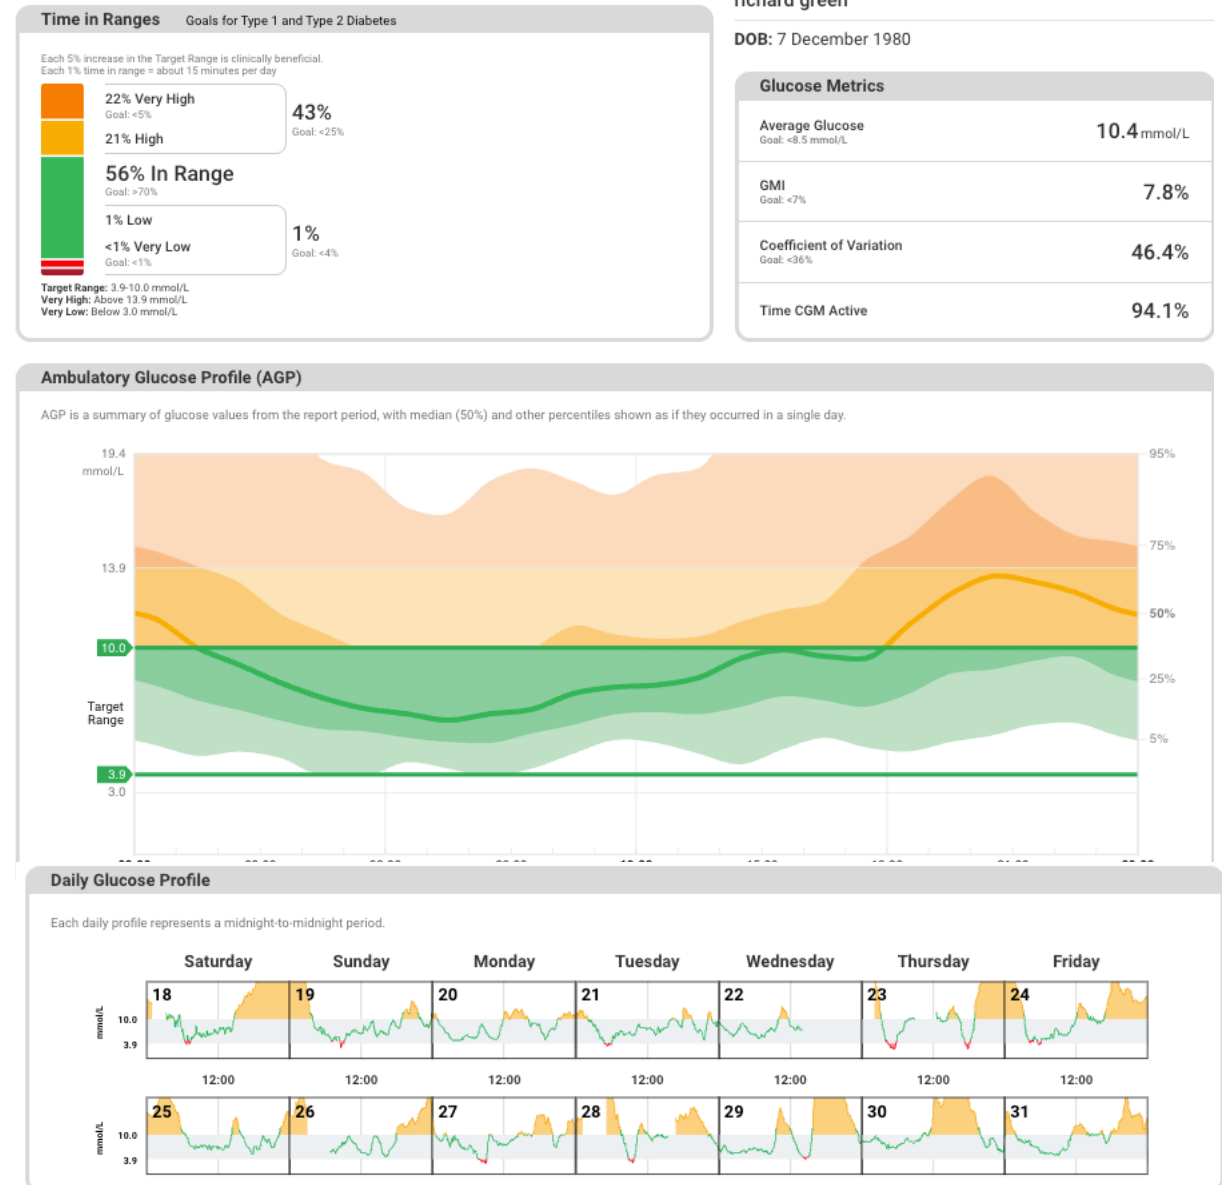 Time in Ranges Goals for Type 1 and Type 2 Diabetes
Each 5% increase in the Target Range is clinically beneficial.
Each 1% time in range = about 15 minutes per day
22% Very High
Goal: <5%
21% High
43%
Goal: <25%
56% In Range
Goal: >70%
1% Low
<1% Very Low
Goal: <1%
1%
Goal: <4%
Target Range: 3.9-10.0 mmol/L
Very High: Above 13.9 mmol/L
Very Low: Below 3.0 mmol/L
richard green
DOB: 7 December 1980
Glucose Metrics
Average Glucose 10.4 mmol/L
Goal: <8.5 mmol/L
GMI 7.8%
Goal: <7%
Coefficient of Variation 46.4%
Goal: <36%
Time CGM Active 94.1%
Ambulatory Glucose Profile (AGP)
AGP is a summary of glucose values from the report period, with median (50%) and other percentiles shown as if they occurred in a single day.
19.4
mmol/L
13.9
10.0
Target
Range
3.9
3.0
95%
75%
50%
25%
5%
Daily Glucose Profile
Each daily profile represents a midnight-to-midnight period.
Saturday Sunday Monday Tuesday Wednesday Thursday Friday
mmol/L
10.0
3.9
18 19 20 21 22 23 24
12:00 12:00 12:00 12:00 12:00 12:00 12:00
mmol/L
10.0
3.9
25 26 27 28 29 30 31